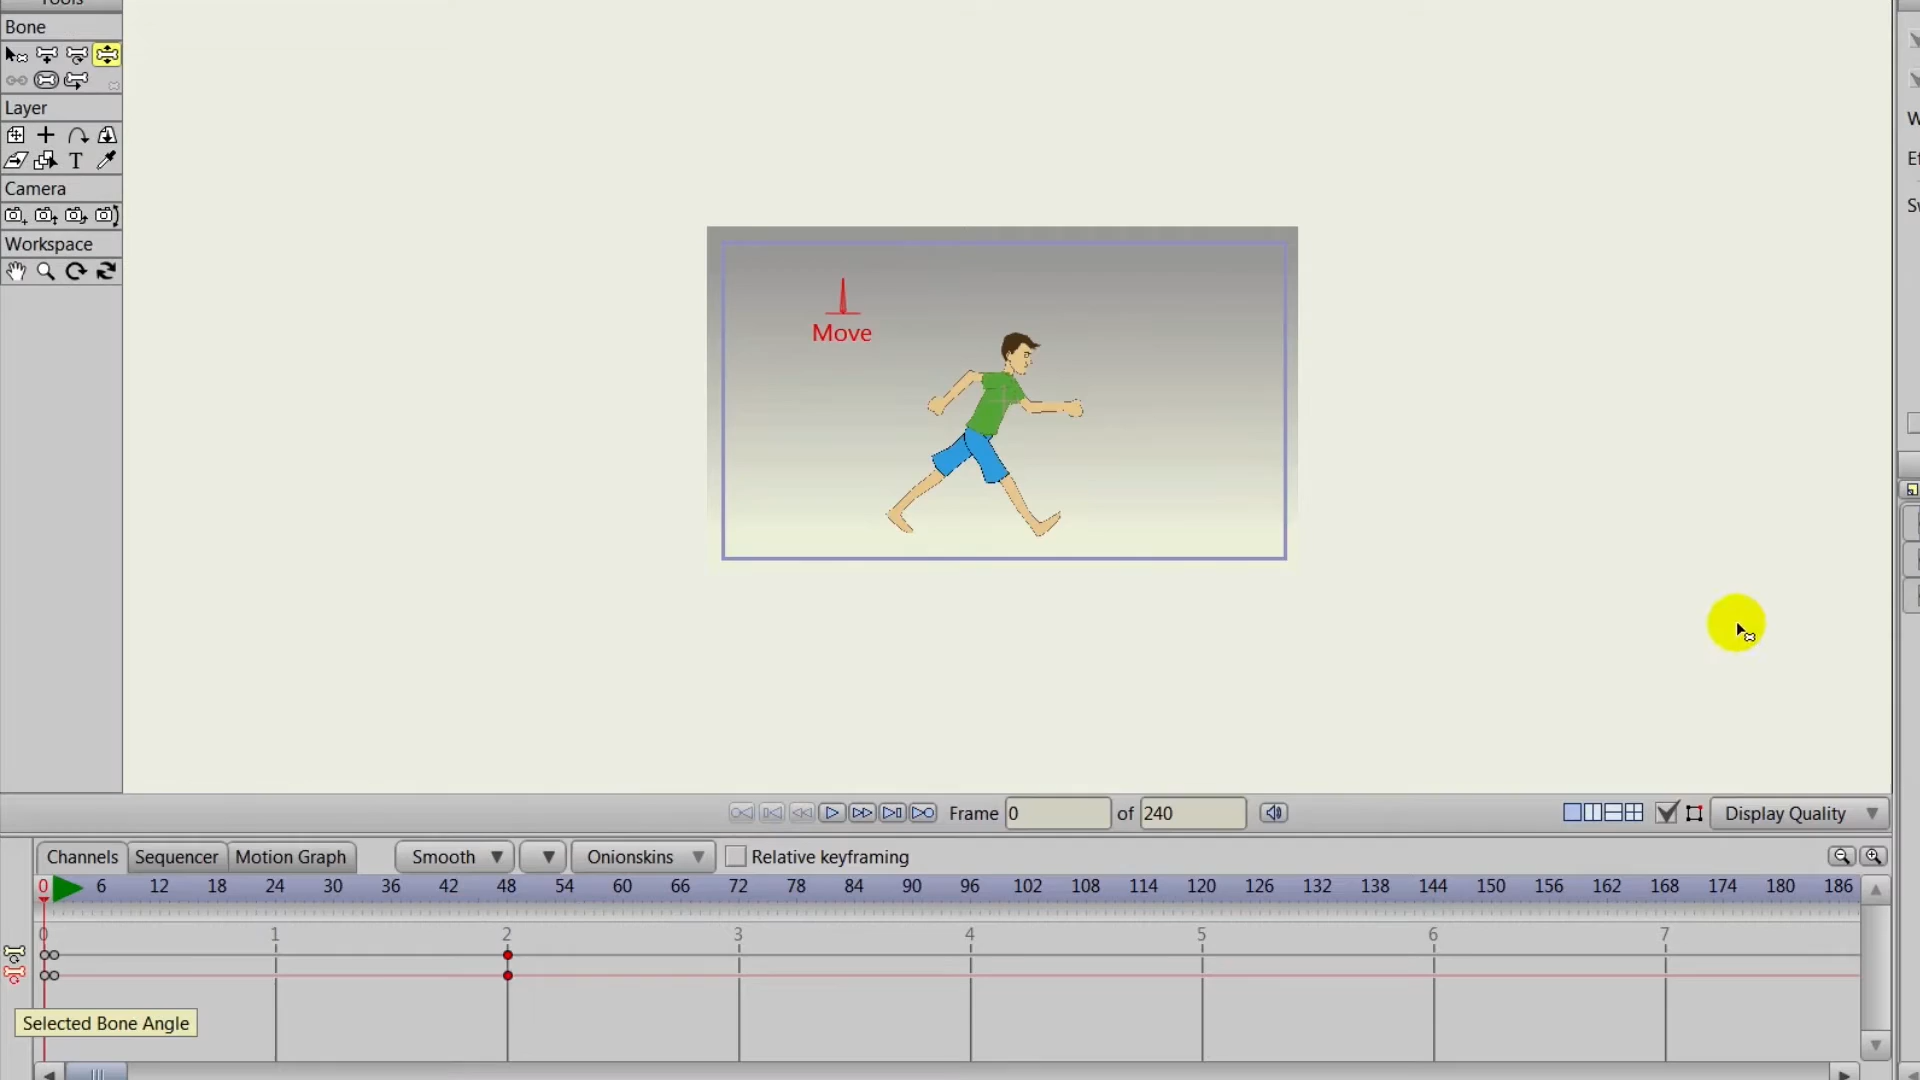 Tools
Bone
Layer
T
Camera
Workspace
Move
Frame 0 of 240
Display Quality
Channels Sequencer Motion Graph Smooth Onionskins Relative keyframing
0 6 12 18 24 30 36 42 48 54 60 66 72 78 84 90 96 102 108 114 120 126 132 138 144 150 156 162 168 174 180 186
0 1 2 3 4 5 6 7
Selected Bone Angle